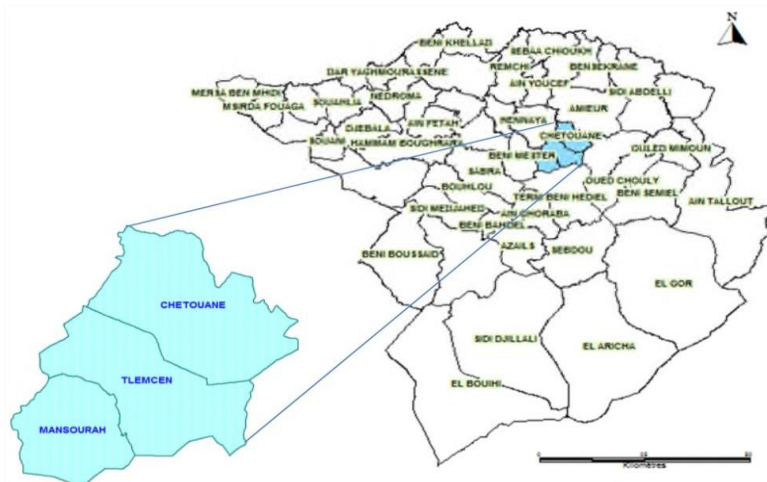 N
BENI KHELLAD
SEBAA CHIOUKH
DAR YAGHMOURASSENE
REMCHI
BENSEKRANE
MERSA BEN MHIDI
NEDROMA
AIN YOUCEF
SIDI ABDELLI
MSIRDA FOUAGA
SOUAHLIA
AMIEUR
DJEBALA
AIN FETAH
HENNAYA
CHETOUANE
SOUANI
HAMMAM BOUGHRARA
OULED MIMOUN
BENI MESTER
SABRA
OUED CHOULY
BOUHLOU
TERNI BENI HEDIEL
BENI SEMIEL
AIN TALLOUT
SIDI MEDJAHED
AIN GHORABA
BENI BAHDEL
BENI BOUSSAID
AZAILS
SEBDOU
EL GOR
SIDI DJILLALI
EL ARICHA
EL BOUIHI
CHETOUANE
TLEMCEN
MANSOURAH
0
Kilomètres